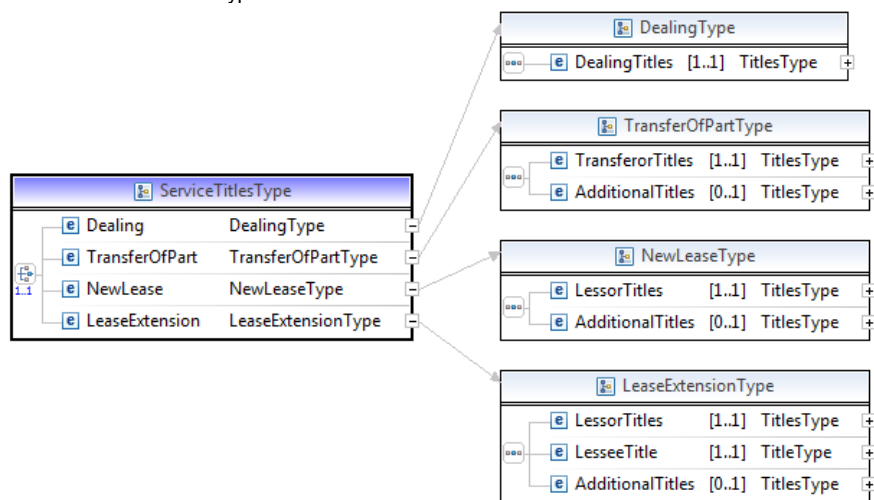 DealingType
e DealingTitles [1..1] TitlesType
TransferOfPartType
e TransferorTitles [1..1] TitlesType
e AdditionalTitles [0..1] TitlesType
ServiceTitlesType
e Dealing DealingType
e TransferOfPart TransferOfPartType
1..1 e NewLease NewLeaseType
e LeaseExtension LeaseExtensionType
NewLeaseType
e LessorTitles [1..1] TitlesType
e AdditionalTitles [0..1] TitlesType
LeaseExtensionType
e LessorTitles [1..1] TitlesType
e LesseeTitle [1..1] TitleType
e AdditionalTitles [0..1] TitlesType